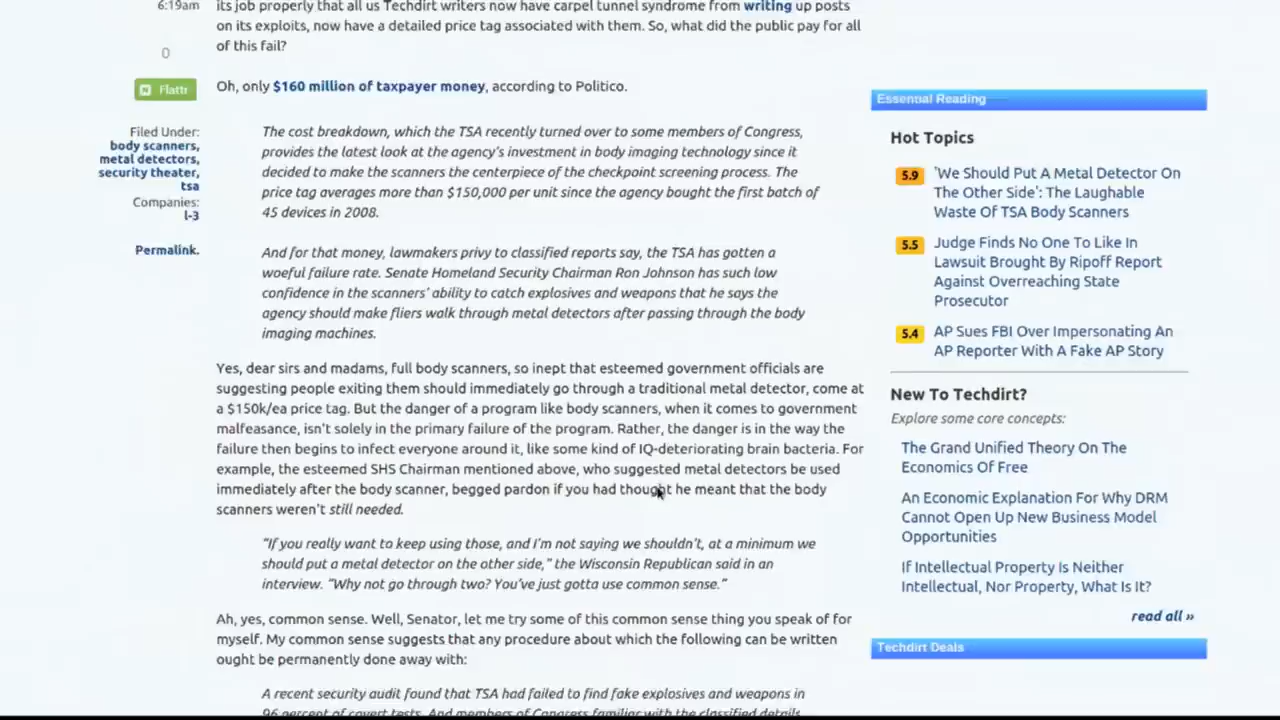 6:19am
0
Flattr
Filed Under:
body scanners,
metal detectors,
security theater,
tsa
Companies:
l-3
Permalink.
its job properly that all us Techdirt writers now have carpel tunnel syndrome from writing up posts
on its exploits, now have a detailed price tag associated with them. So, what did the public pay for all
of this fail?
Oh, only $160 million of taxpayer money, according to Politico.
The cost breakdown, which the TSA recently turned over to some members of Congress,
provides the latest look at the agency's investment in body imaging technology since it
decided to make the scanners the centerpiece of the checkpoint screening process. The
price tag averages more than $150,000 per unit since the agency bought the first batch of
45 devices in 2008.
And for that money, lawmakers privy to classified reports say, the TSA has gotten a
woeful failure rate. Senate Homeland Security Chairman Ron Johnson has such low
confidence in the scanners' ability to catch explosives and weapons that he says the
agency should make fliers walk through metal detectors after passing through the body
imaging machines.
Yes, dear sirs and madams, full body scanners, so inept that esteemed government officials are
suggesting people exiting them should immediately go through a traditional metal detector, come at
a $150k/ea price tag. But the danger of a program like body scanners, when it comes to government
malfeasance, isn't solely in the primary failure of the program. Rather, the danger is in the way the
failure then begins to infect everyone around it, like some kind of IQ-deteriorating brain bacteria. For
example, the esteemed SHS Chairman mentioned above, who suggested metal detectors be used
immediately after the body scanner, begged pardon if you had thought he meant that the body
scanners weren't still needed.
"If you really want to keep using those, and I'm not saying we shouldn't, at a minimum we
should put a metal detector on the other side," the Wisconsin Republican said in an
interview. "Why not go through two? You've just gotta use common sense."
Ah, yes, common sense. Well, Senator, let me try some of this common sense thing you speak of for
myself. My common sense suggests that any procedure about which the following can be written
ought be permanently done away with:
A recent security audit found that TSA had failed to find fake explosives and weapons in
96 percent of covert tests. And members of Congress familiar with the classified details
Essential Reading
Hot Topics
5.9
'We Should Put A Metal Detector On
The Other Side': The Laughable
Waste Of TSA Body Scanners
5.5
Judge Finds No One To Like In
Lawsuit Brought By Ripoff Report
Against Overreaching State
Prosecutor
5.4
AP Sues FBI Over Impersonating An
AP Reporter With A Fake AP Story
New To Techdirt?
Explore some core concepts:
The Grand Unified Theory On The
Economics Of Free
An Economic Explanation For Why DRM
Cannot Open Up New Business Model
Opportunities
If Intellectual Property Is Neither
Intellectual, Nor Property, What Is It?
read all »
Techdirt Deals